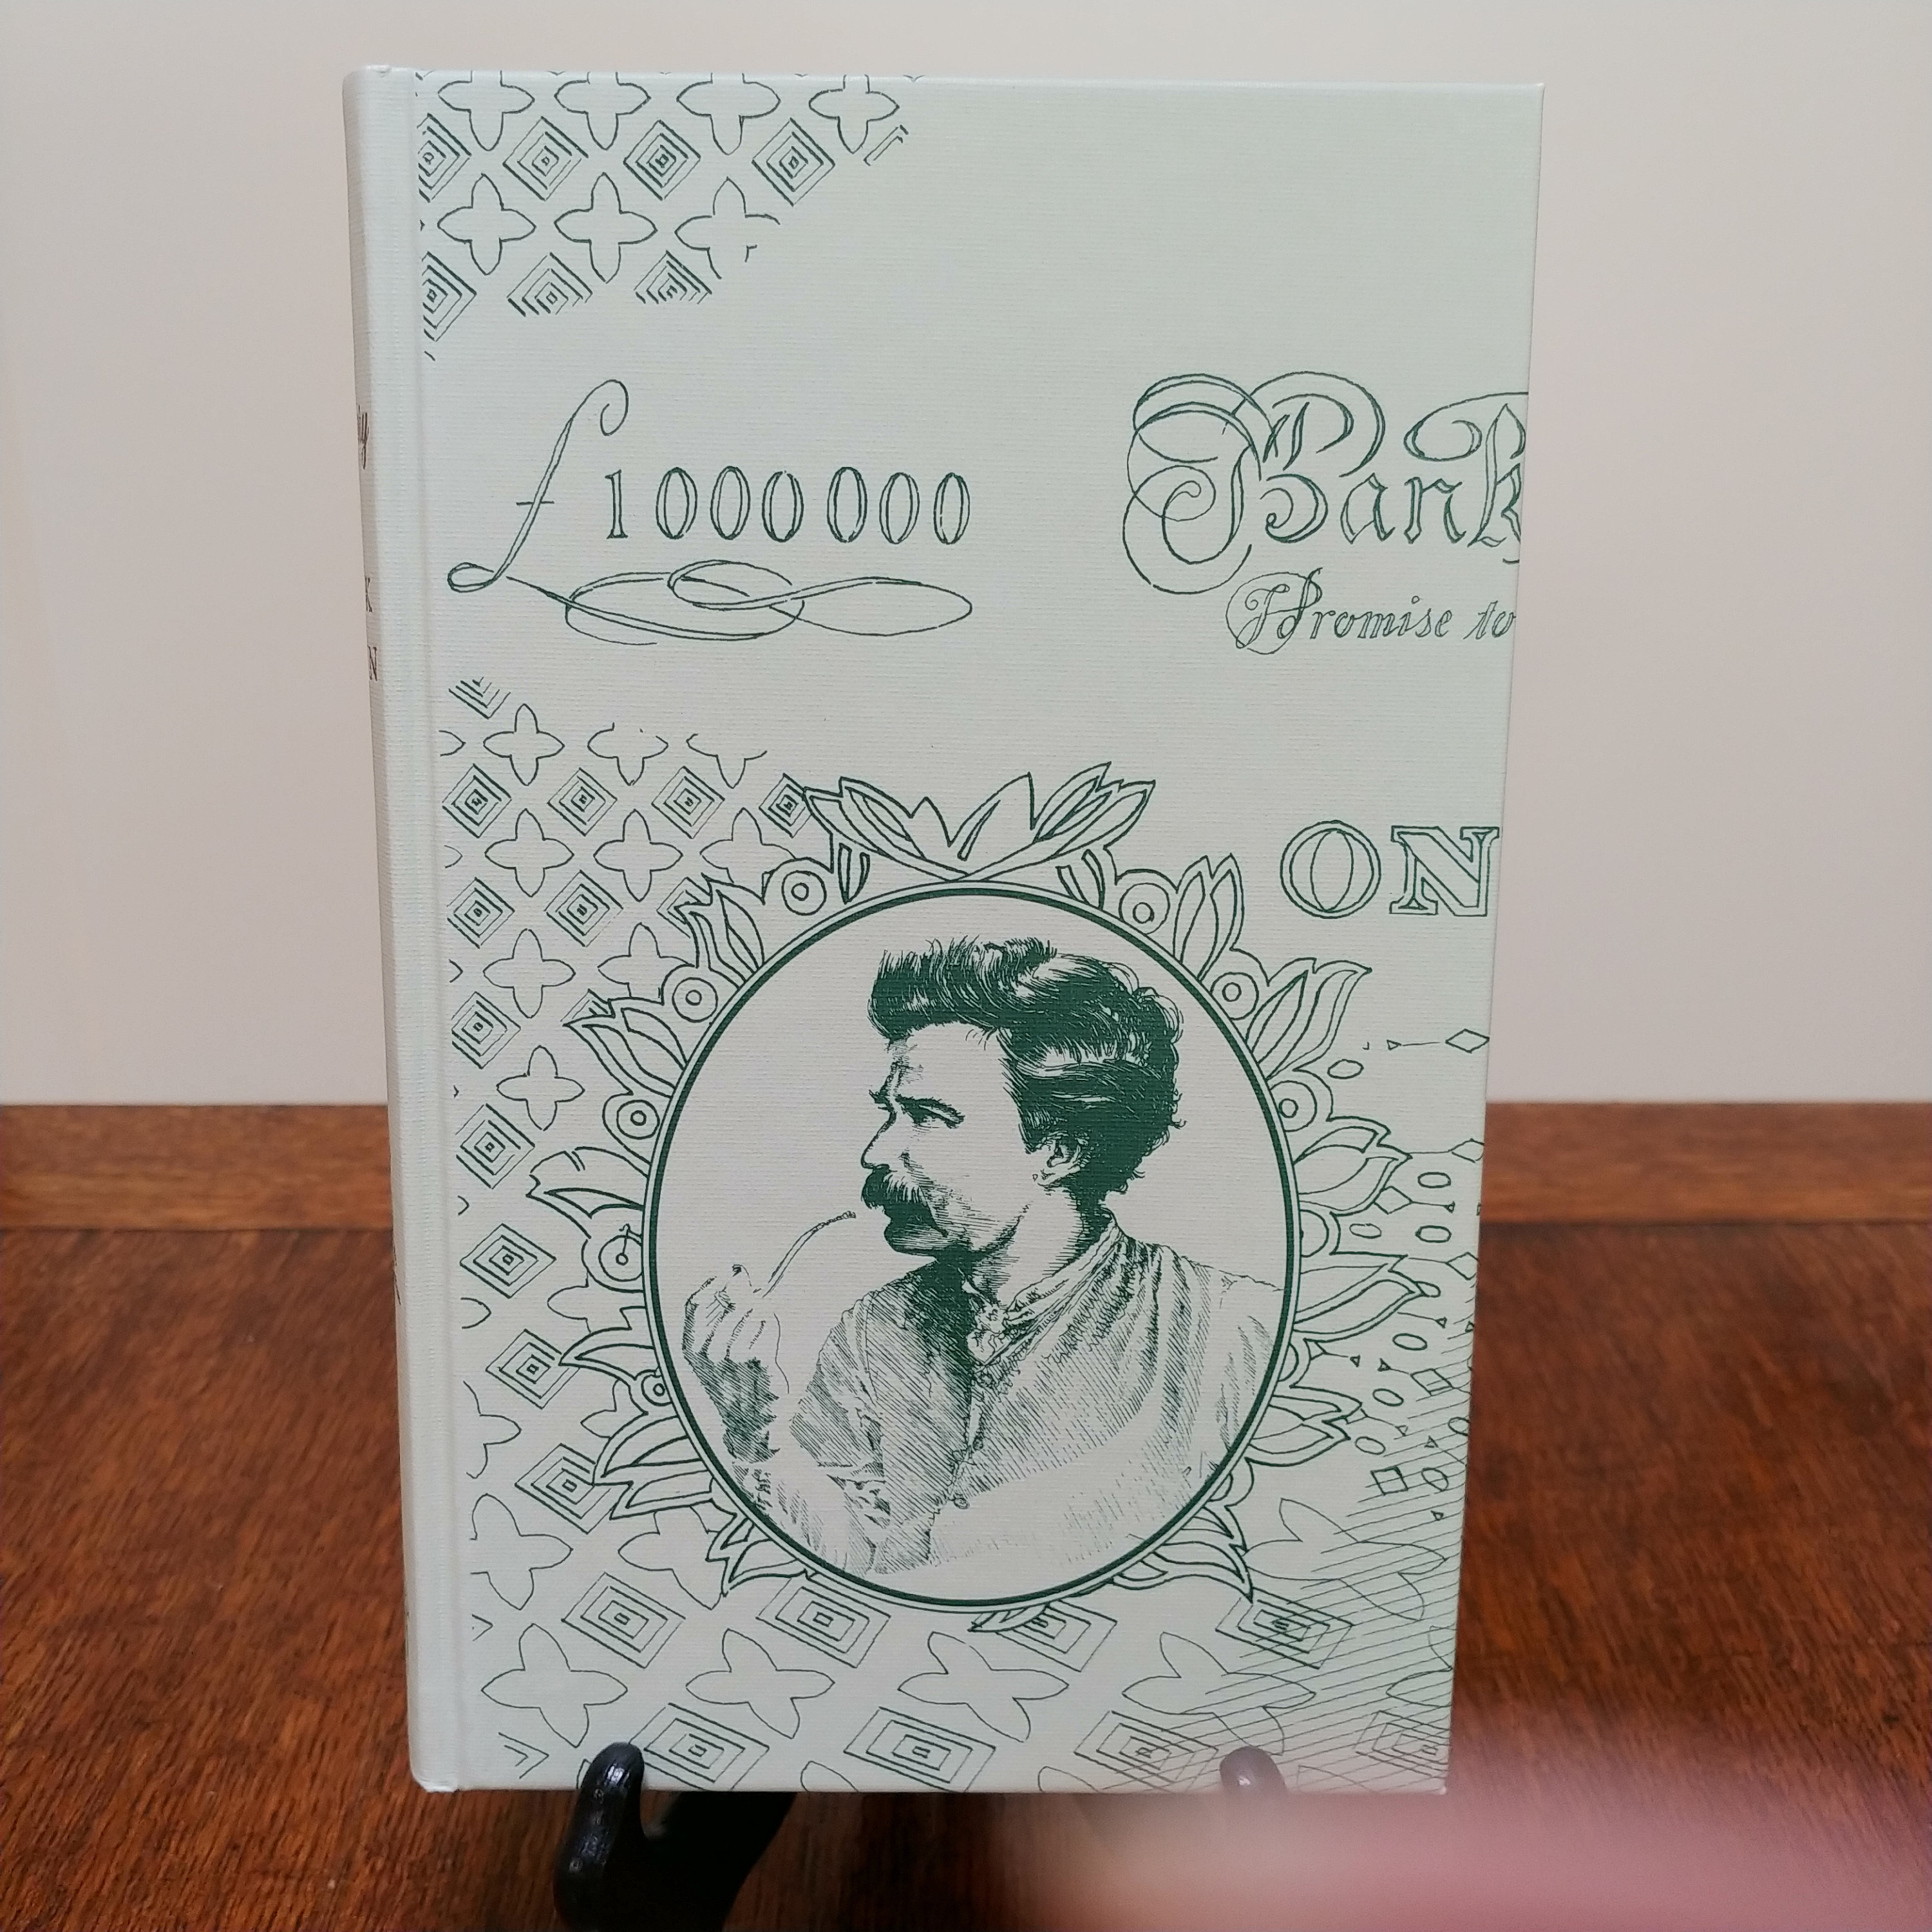 £1000000
Bank
Promise to
ON